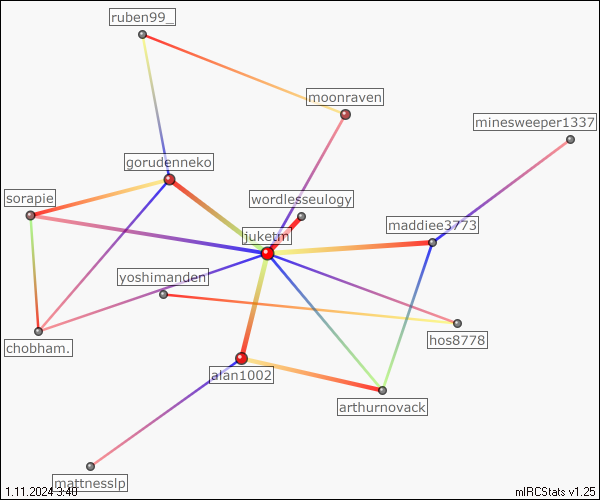 ruben99_
moonraven
minesweeper1337
gorudenneko
sorapie
wordlesseulogy
maddiee3773
juketm
yoshimanden
hos8778
chobham.
alan1002
arthurnovack
mattnesslp
1.11.2024 3:40
mIRCStats v1.25